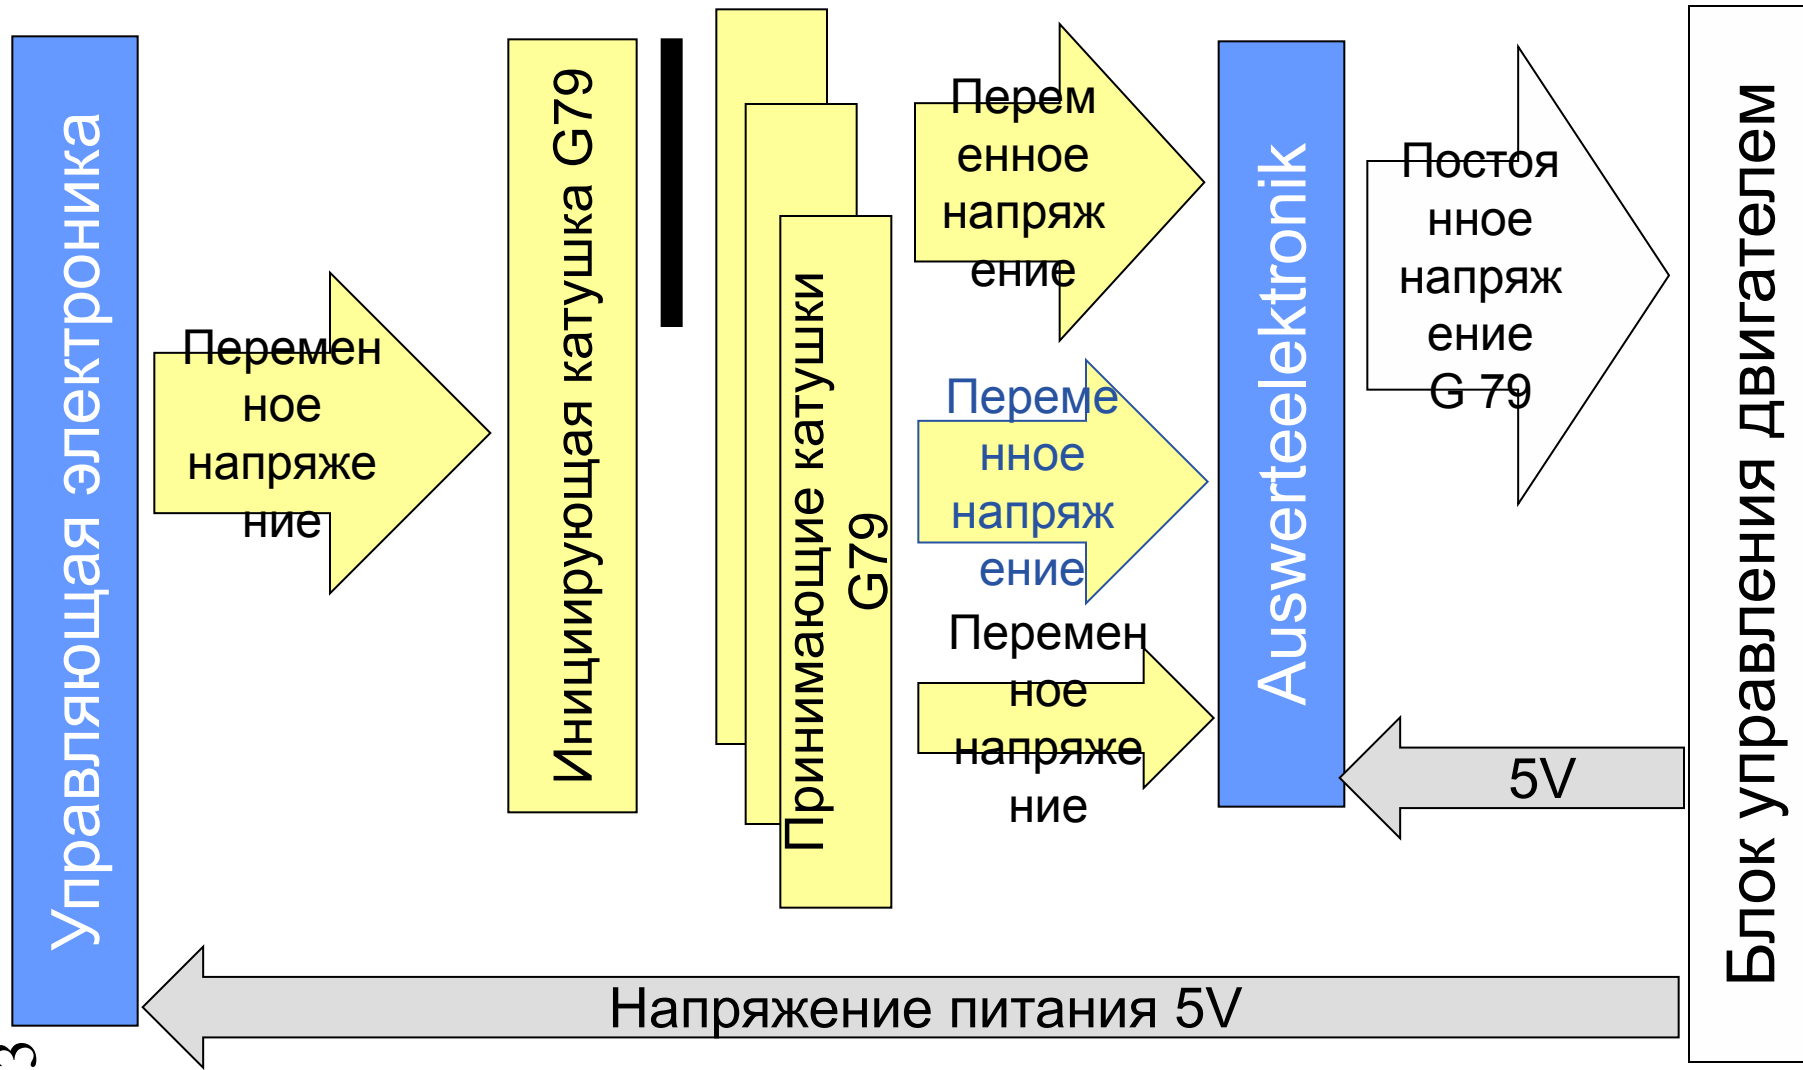 Управляющая электроника
Перемен
ное
напряже
ние
Инициирующая катушка G79
Принимающие катушки
G79
Перем
енное
напряж
ение
Переме
нное
напряж
ение
Перемен
ное
напряже
ние
Auswerteelektronik
Постоя
нное
напряж
ение
G 79
5V
Блок управления двигателем
Напряжение питания 5V
3